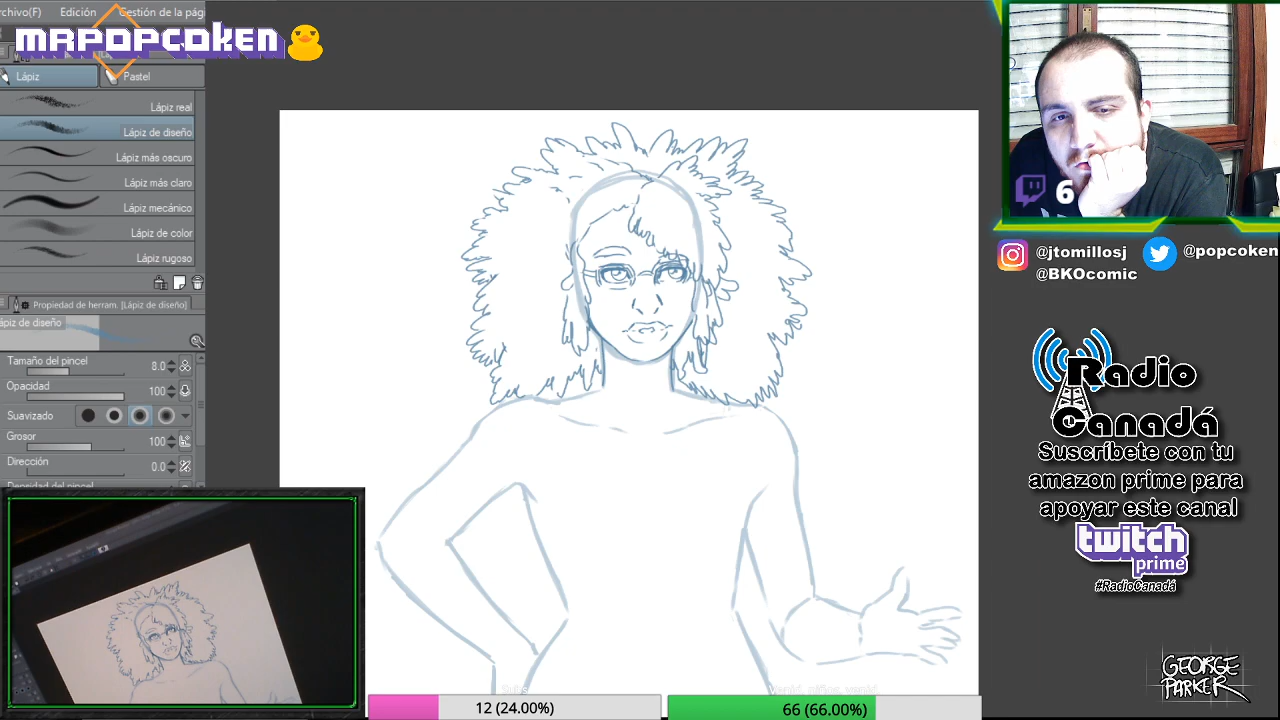 rchivo(F) Edición Gestión de la pág
MRPOPCOKEN
Lápiz
Pastel
Lápiz real
Lápiz de diseño
Lápiz más oscuro
Lápiz más claro
Lápiz mecánico
Lápiz de color
Lápiz rugoso
Propiedad de herram. [Lápiz de diseño]
ápiz de diseño
Tamaño del pincel 8.0
Opacidad 100
Suavizado
Grosor 100
Dirección 0.0
Densidad del pincel
6
@jtomillosj
@BKOcomic
@popcoken
Radio
Canadá
Suscríbete con tu
amazon prime para
apoyar este canal
twitch
prime
#RadioCanadá
GEORGE
PARKER
12 (24.00%)
66 (66.00%)